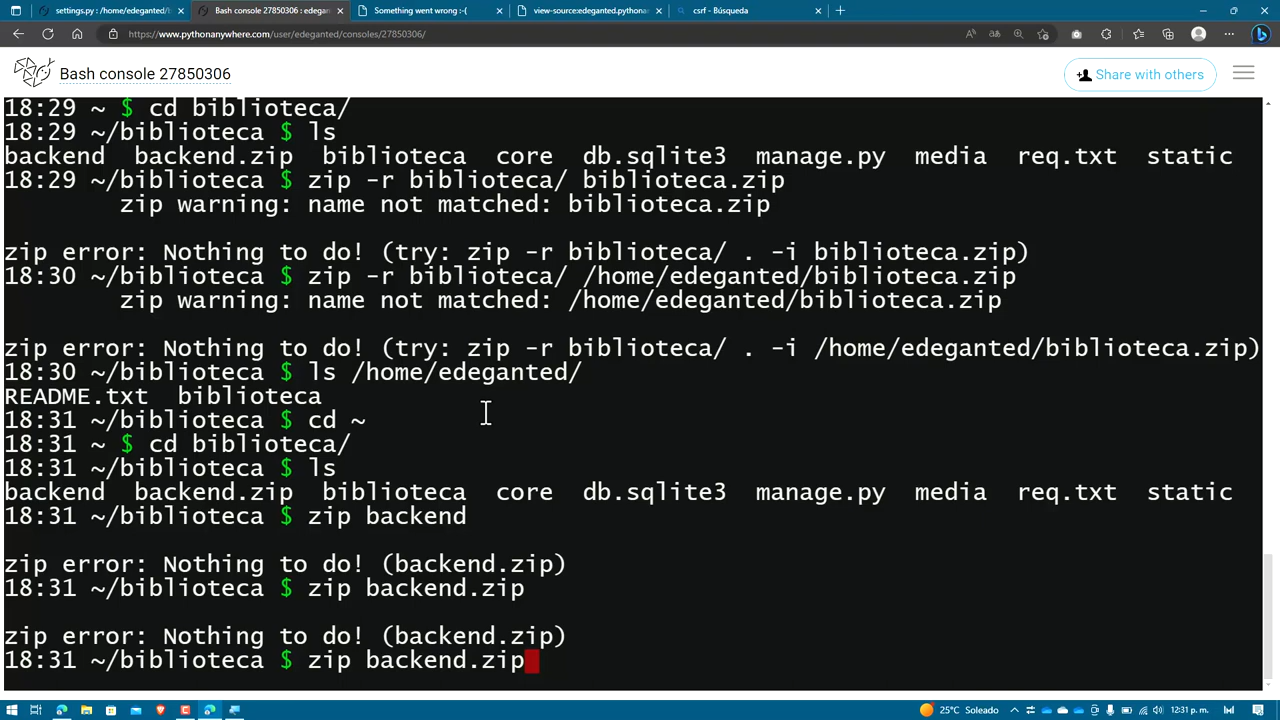 settings.py : /home/edeganted/l
Bash console 27850306 : edegan
Something went wrong :-(
view-source:edeganted.pythona
csrf - Búsqueda
https://www.pythonanywhere.com/user/edeganted/consoles/27850306/
Bash console 27850306
Share with others
18:29 ~ $ cd biblioteca/
18:29 ~/biblioteca $ ls
backend  backend.zip  biblioteca  core  db.sqlite3  manage.py  media  req.txt  static
18:29 ~/biblioteca $ zip -r biblioteca/ biblioteca.zip
zip warning: name not matched: biblioteca.zip
zip error: Nothing to do! (try: zip -r biblioteca/ . -i biblioteca.zip)
18:30 ~/biblioteca $ zip -r biblioteca/ /home/edeganted/biblioteca.zip
zip warning: name not matched: /home/edeganted/biblioteca.zip
zip error: Nothing to do! (try: zip -r biblioteca/ . -i /home/edeganted/biblioteca.zip)
18:30 ~/biblioteca $ ls /home/edeganted/
README.txt  biblioteca
18:31 ~/biblioteca $ cd ~
18:31 ~ $ cd biblioteca/
18:31 ~/biblioteca $ ls
backend  backend.zip  biblioteca  core  db.sqlite3  manage.py  media  req.txt  static
18:31 ~/biblioteca $ zip backend
zip error: Nothing to do! (backend.zip)
18:31 ~/biblioteca $ zip backend.zip
zip error: Nothing to do! (backend.zip)
18:31 ~/biblioteca $ zip backend.zip
25°C Soleado
12:31 p. m.